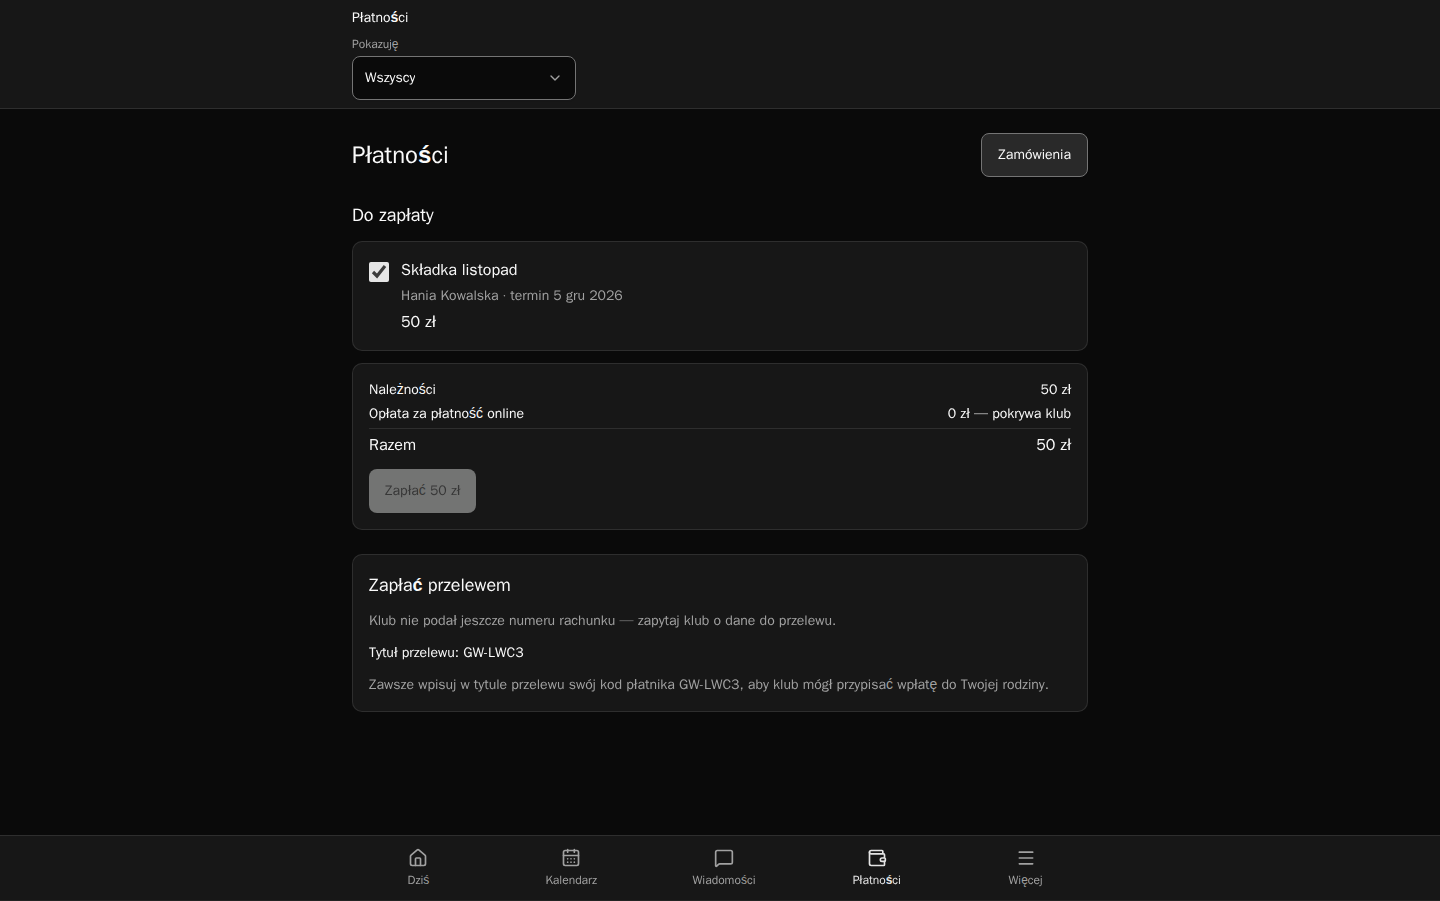 Płatności
Pokazuję
Wszyscy
Płatności
Zamówienia
Do zapłaty
Składka listopad
Hania Kowalska · termin 5 gru 2026
50 zł
Należności 50 zł
Opłata za płatność online 0 zł — pokrywa klub
Razem 50 zł
Zapłać 50 zł
Zapłać przelewem
Klub nie podał jeszcze numeru rachunku — zapytaj klub o dane do przelewu.
Tytuł przelewu: GW-LWC3
Zawsze wpisuj w tytule przelewu swój kod płatnika GW-LWC3, aby klub mógł przypisać wpłatę do Twojej rodziny.
Dziś Kalendarz Wiadomości Płatności Więcej